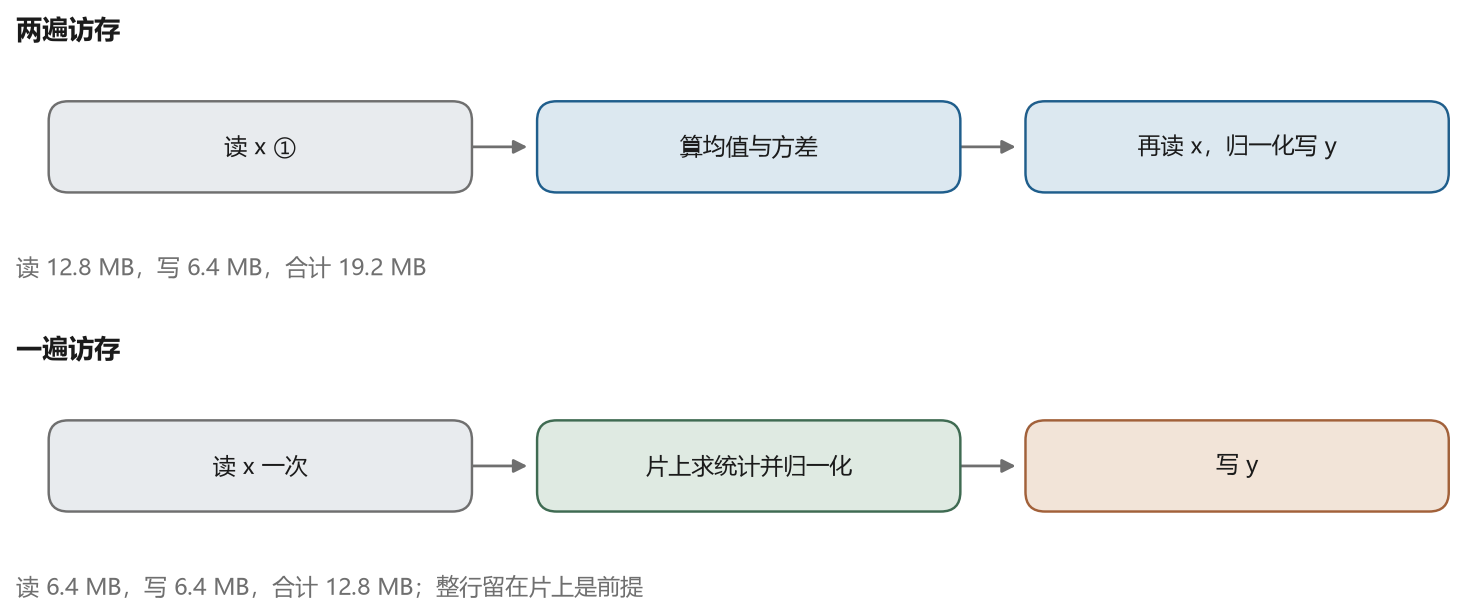 两遍访存
读 x ①
算均值与方差
再读 x，归一化写 y
读 12.8 MB，写 6.4 MB，合计 19.2 MB
一遍访存
读 x 一次
片上求统计并归一化
写 y
读 6.4 MB，写 6.4 MB，合计 12.8 MB；整行留在片上是前提